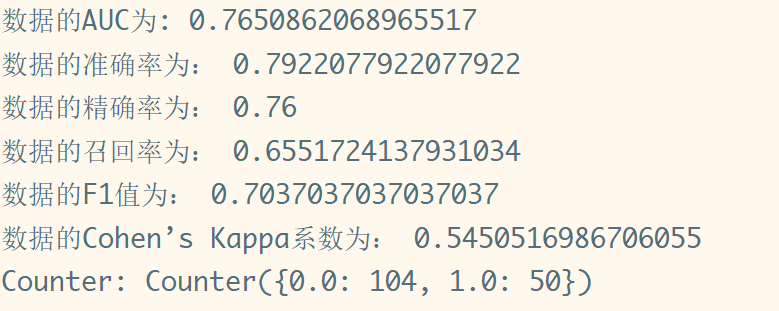 数据的AUC为: 0.7650862068965517
数据的准确率为： 0.7922077922077922
数据的精确率为： 0.76
数据的召回率为： 0.6551724137931034
数据的F1值为： 0.7037037037037037
数据的Cohen’s Kappa系数为： 0.5450516986706055
Counter: Counter({0.0: 104, 1.0: 50})